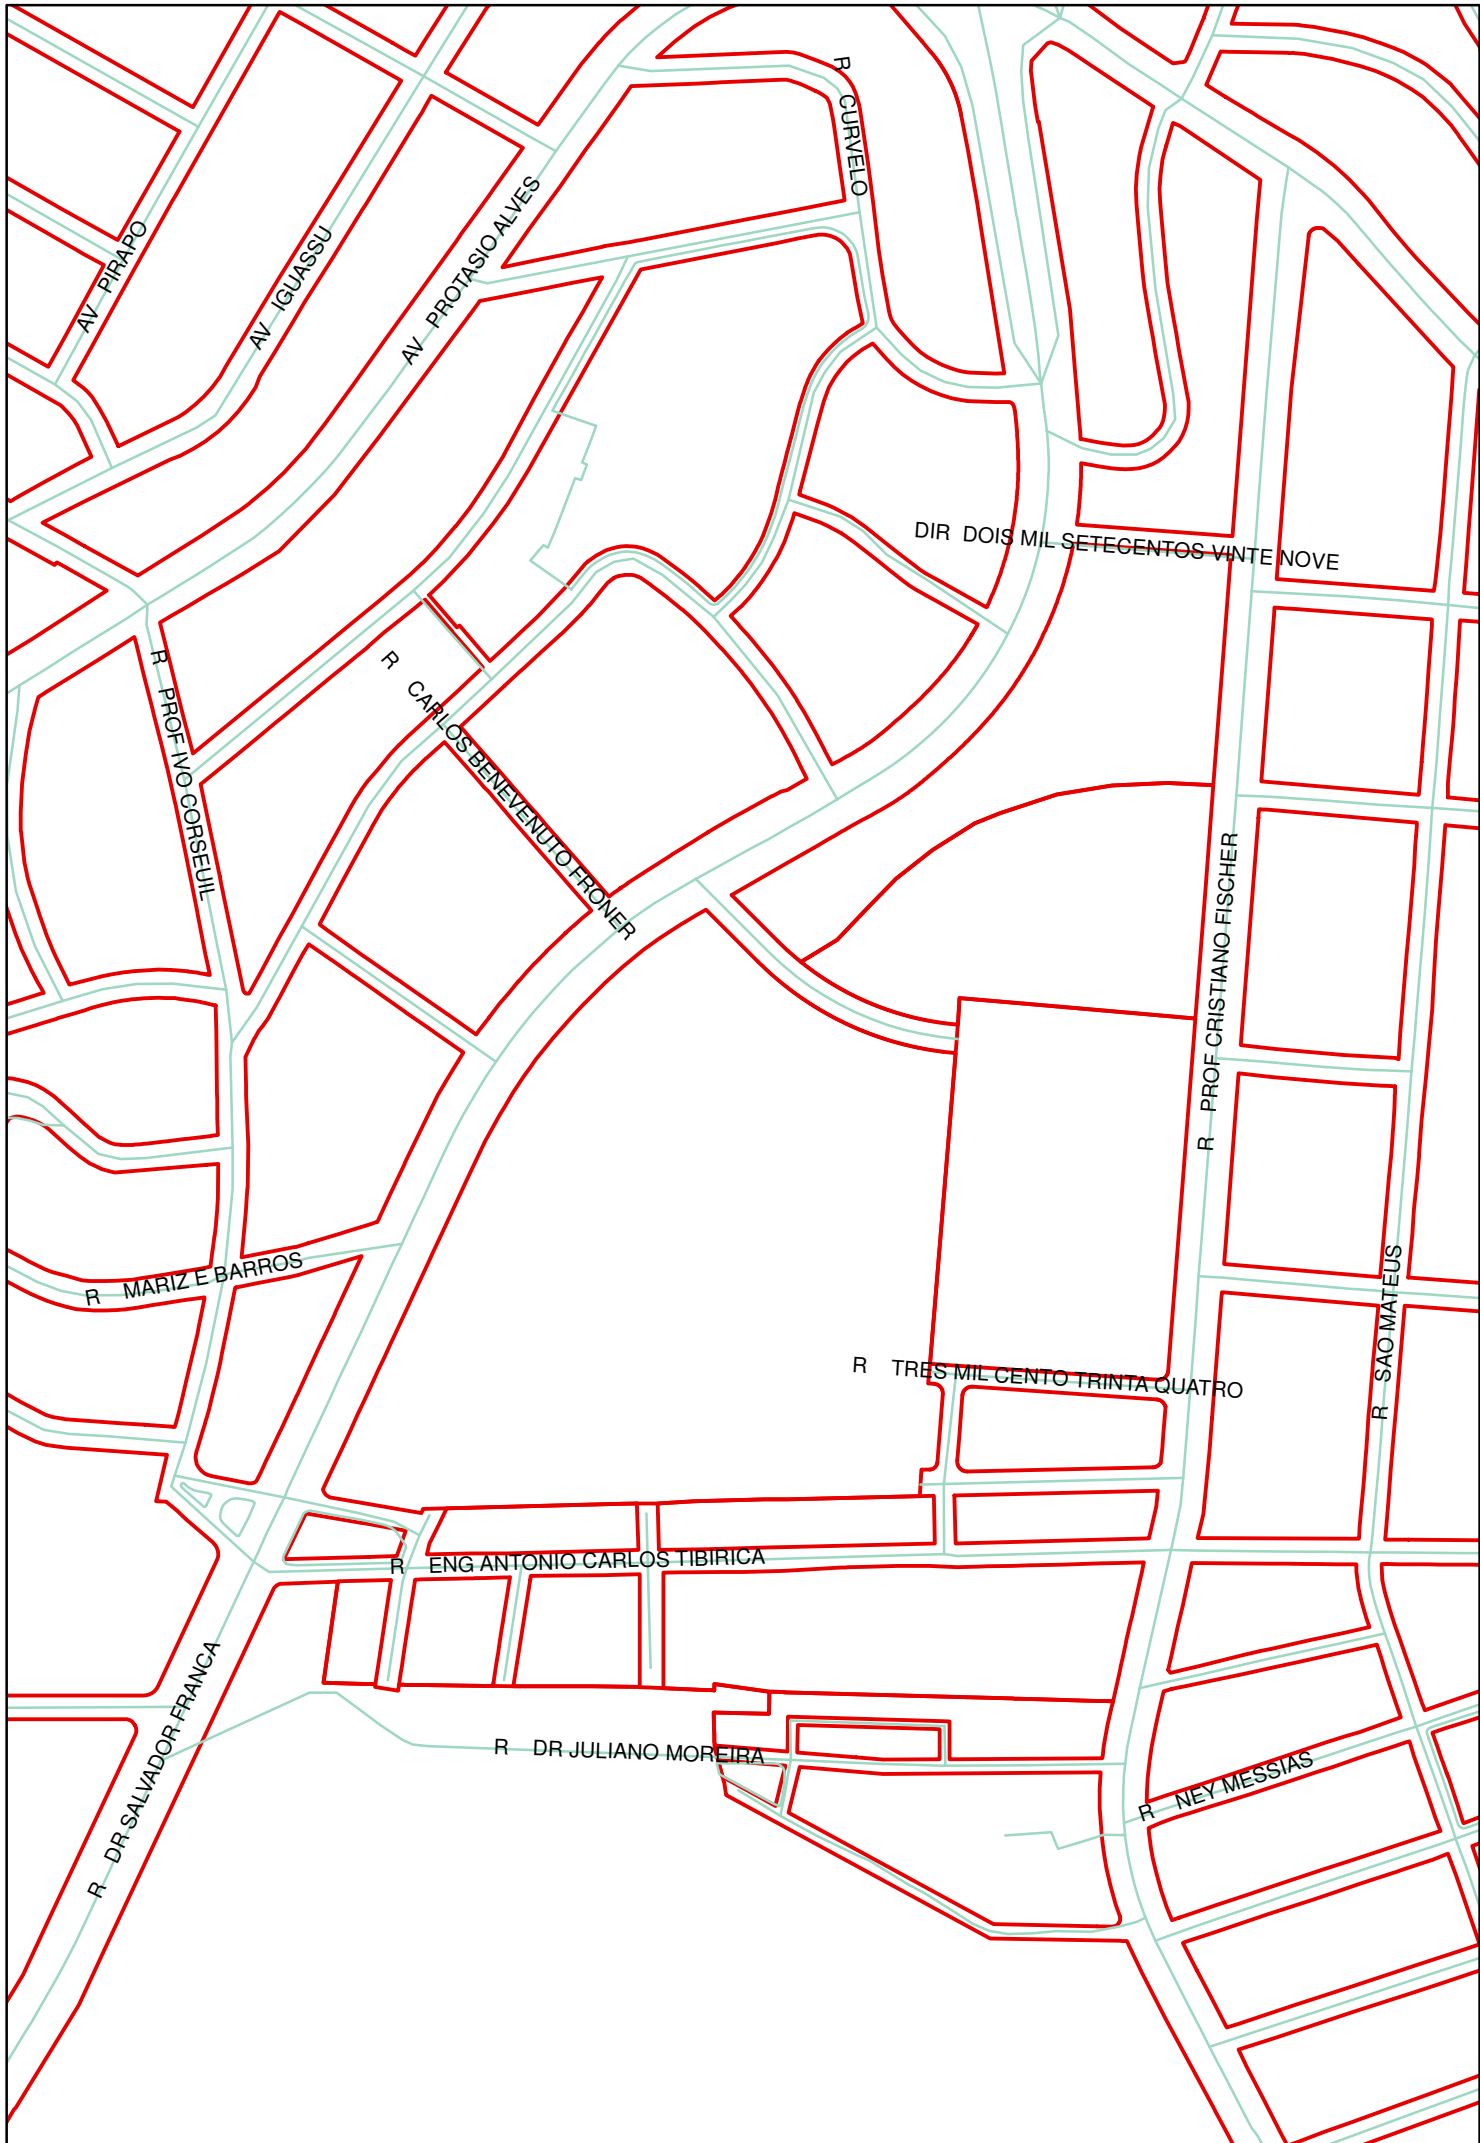 R CURVELO
AV PIRAPO
AV IGUASSU
AV PROTASIO ALVES
DIR DOIS MIL SETECENTOS VINTE NOVE
R PROF IVO CORSEUIL
R CARLOS BENEVENUTO FRONER
R PROF CRISTIANO FISCHER
R MARIZ E BARROS
R SAO MATEUS
R TRES MIL CENTO TRINTA QUATRO
R ENG ANTONIO CARLOS TIBIRICA
R DR SALVADOR FRANCA
R DR JULIANO MOREIRA
R NEY MESSIAS